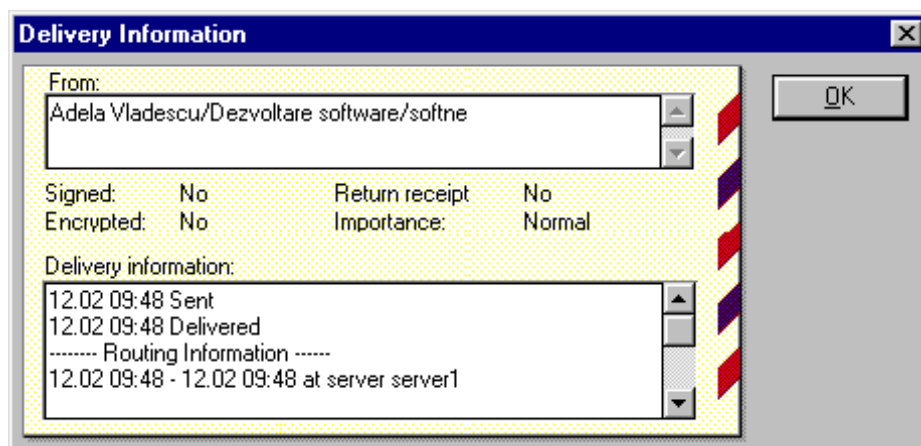 Delivery Information
From:
Adela Vladescu/Dezvoltare software/softne
OK
Signed: No Return receipt No
Encrypted: No Importance: Normal
Delivery information:
12.02 09:48 Sent
12.02 09:48 Delivered
-------- Routing Information ------
12.02 09:48 - 12.02 09:48 at server server1